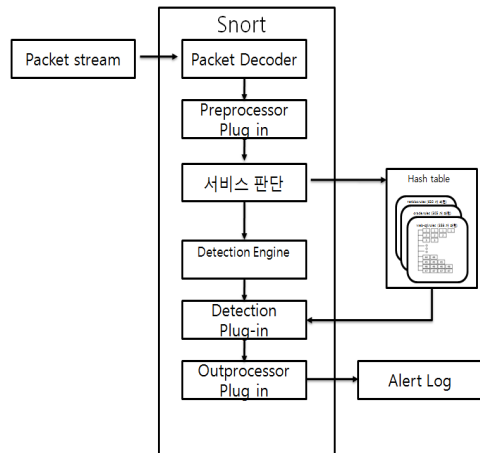 Snort
Packet stream
Packet Decoder
Preprocessor
Plug in
서비스 판단
Hash table
Detection Engine
Detection
Plug-in
Outprocessor
Plug in
Alert Log